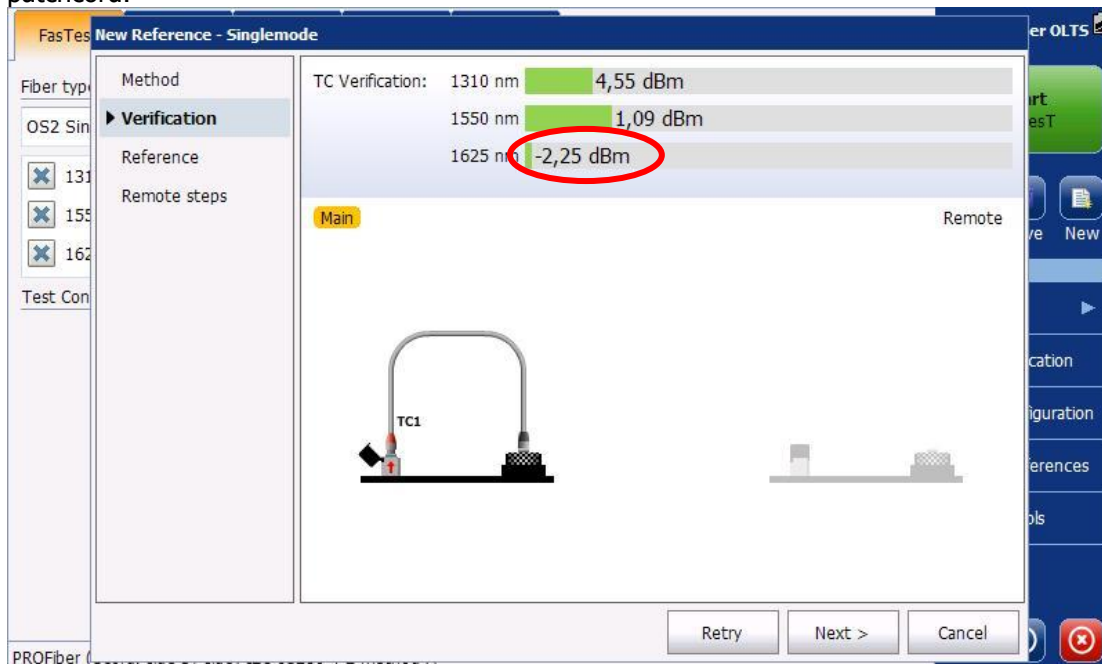 FasTes
New Reference - Singlemode
er OLTS
Fiber typ
OS2 Sin
131
155
162
Test Con
Method
Verification
Reference
Remote steps
TC Verification: 1310 nm 4,55 dBm
1550 nm 1,09 dBm
1625 nm -2,25 dBm
Main
Remote
TC1
Retry
Next >
Cancel
art
esT
ve New
cation
figuration
ferences
ols
PROFiber